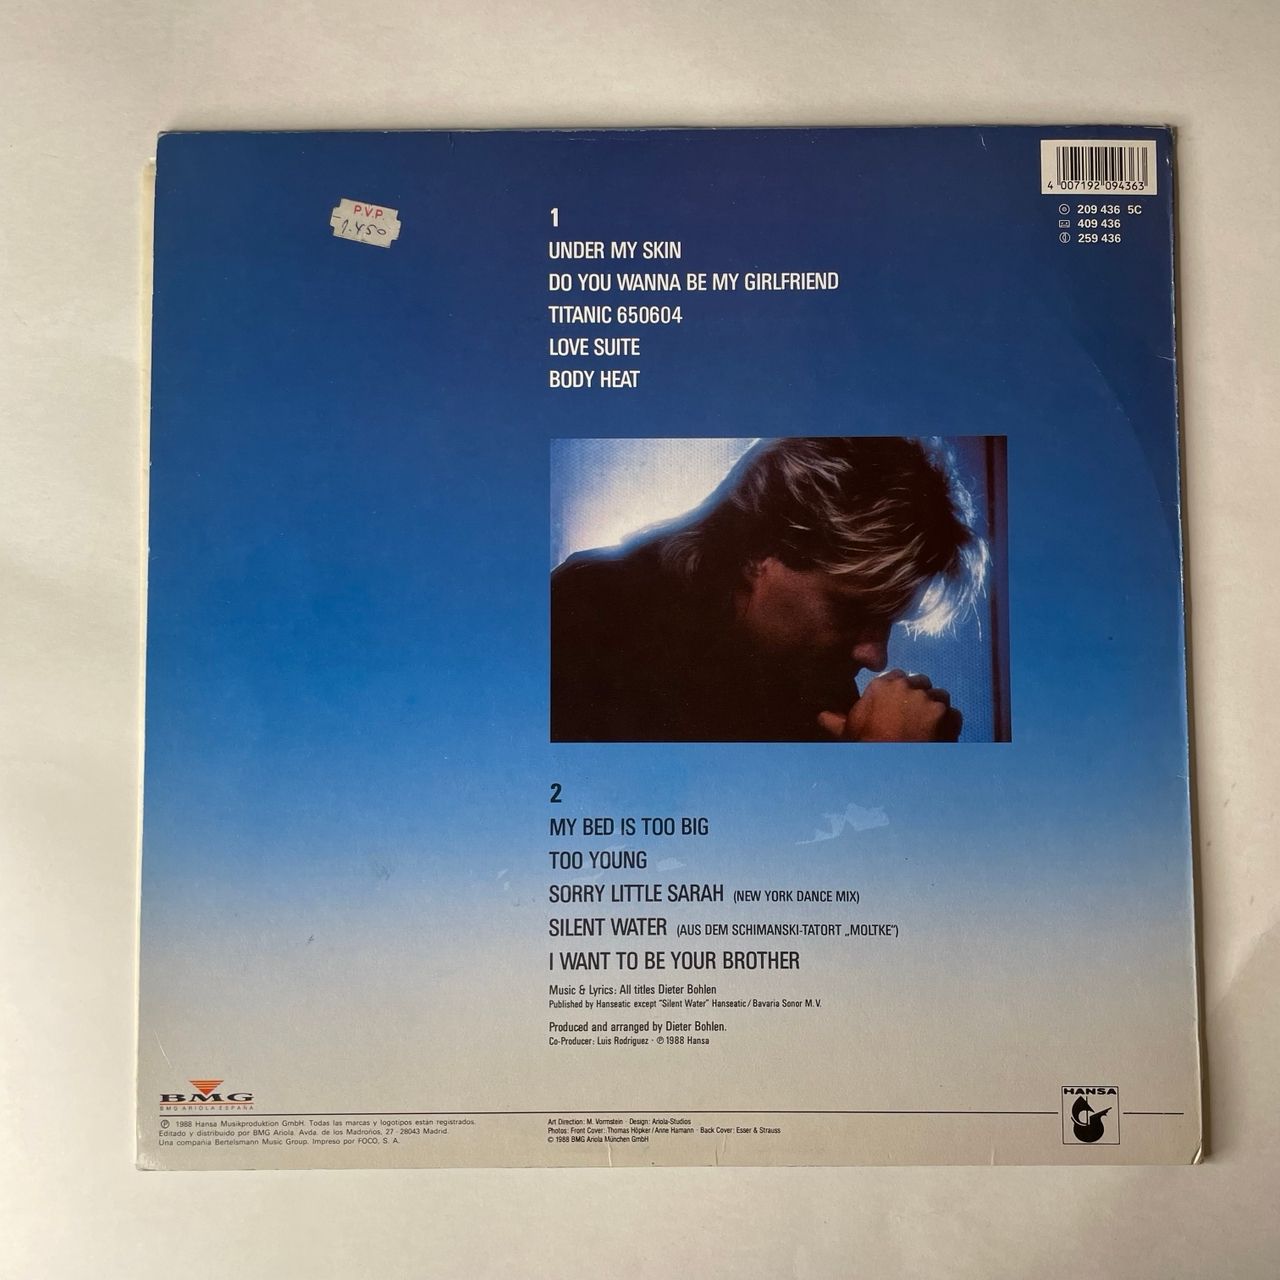 P.V.P.
1.450
4 007192 094363
209 436 5C
409 436
259 436
1
UNDER MY SKIN
DO YOU WANNA BE MY GIRLFRIEND
TITANIC 650604
LOVE SUITE
BODY HEAT
2
MY BED IS TOO BIG
TOO YOUNG
SORRY LITTLE SARAH (NEW YORK DANCE MIX)
SILENT WATER (AUS DEM SCHIMANSKI-TATORT „MOLTKE“)
I WANT TO BE YOUR BROTHER
Music & Lyrics: All titles Dieter Bohlen
Published by Hanseatic except "Silent Water" Hanseatic/Bavaria Sonor M.V.
Produced and arranged by Dieter Bohlen.
Co-Producer: Luis Rodriguez · ℗ 1988 Hansa
BMG
BMG ARIOLA ESPAÑA
℗ 1988 Hansa Musikproduktion GmbH. Todas las marcas y logotipos están registrados.
Editado y distribuido por BMG Ariola. Avda. de los Madroños, 27 - 28043 Madrid.
Una compañia Bertelsmann Music Group. Impreso por FOCO, S. A.
Art Direction: M. Vormstein · Design: Ariola-Studios
Photos: Front Cover: Thomas Höpker/Anne Hamann · Back Cover: Esser & Strauss
© 1988 BMG Ariola München GmbH
HANSA